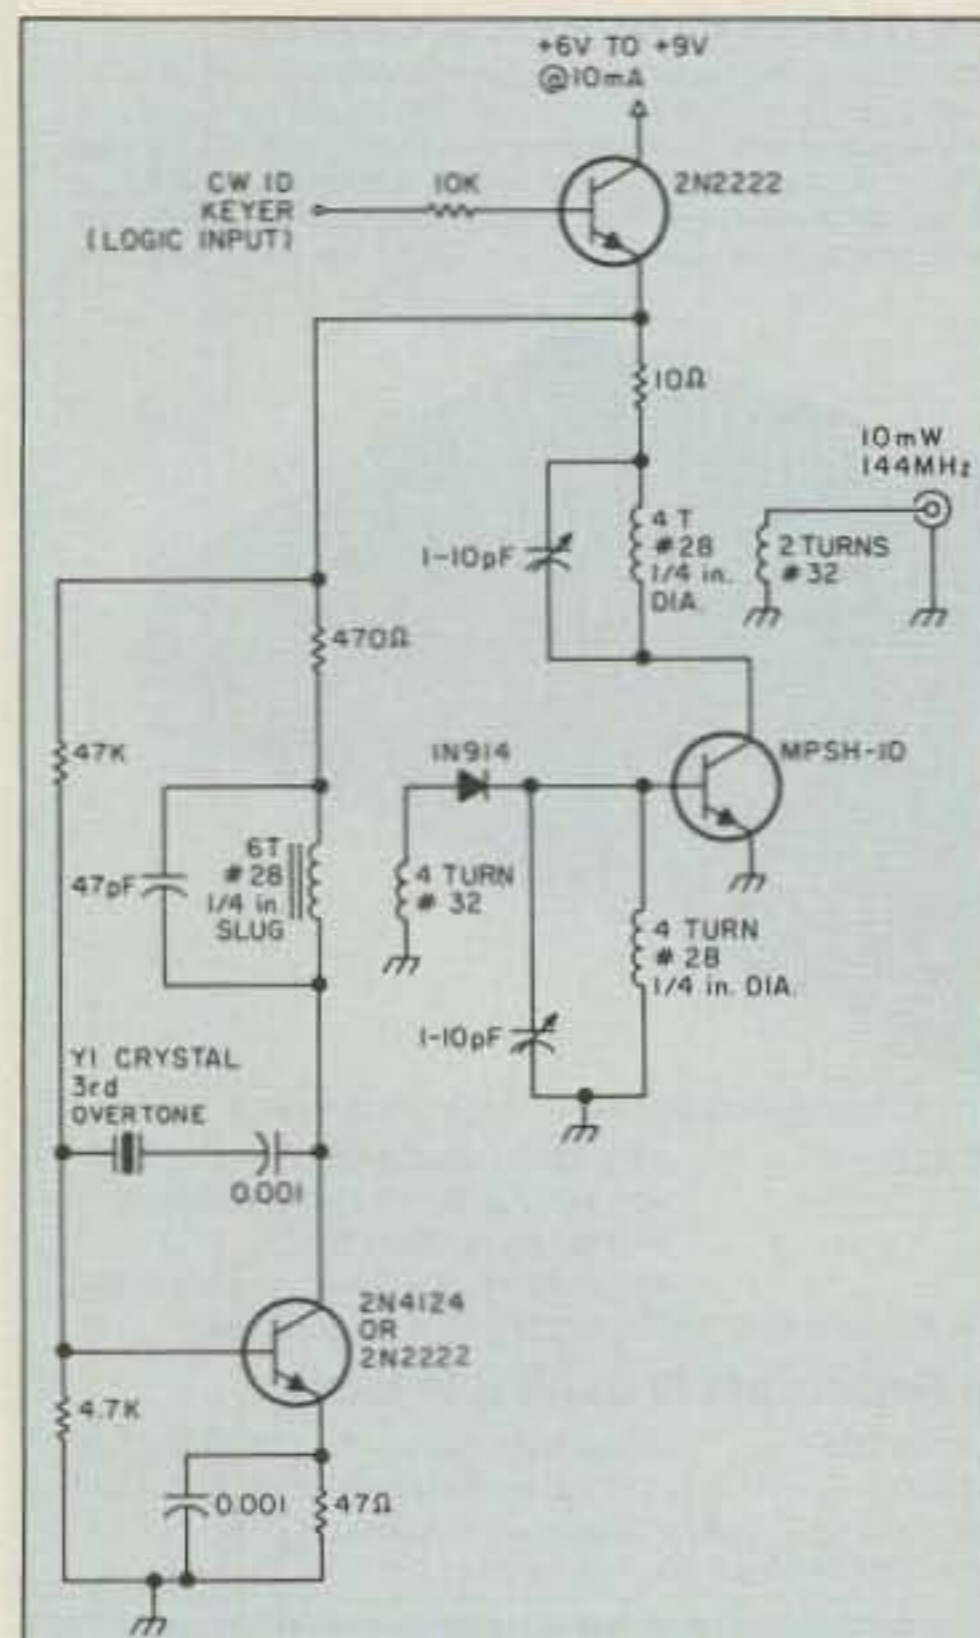 +6V TO +9V
@10mA
CW ID
KEYER
(LOGIC INPUT)
10K
2N2222
10Ω
10mW
144MHz
1-10pF
4 T
#28
1/4 in.
DIA.
2 TURNS
#32
470Ω
47K
1N914
MPSH-10
47pF
6T
#28
1/4 in
SLUG
4 TURN
# 32
4 TURN
# 28
1/4 in. DIA.
1-10pF
Y1 CRYSTAL
3rd
OVERTONE
0.001
2N4124
OR
2N2222
4.7K
0.001
47Ω